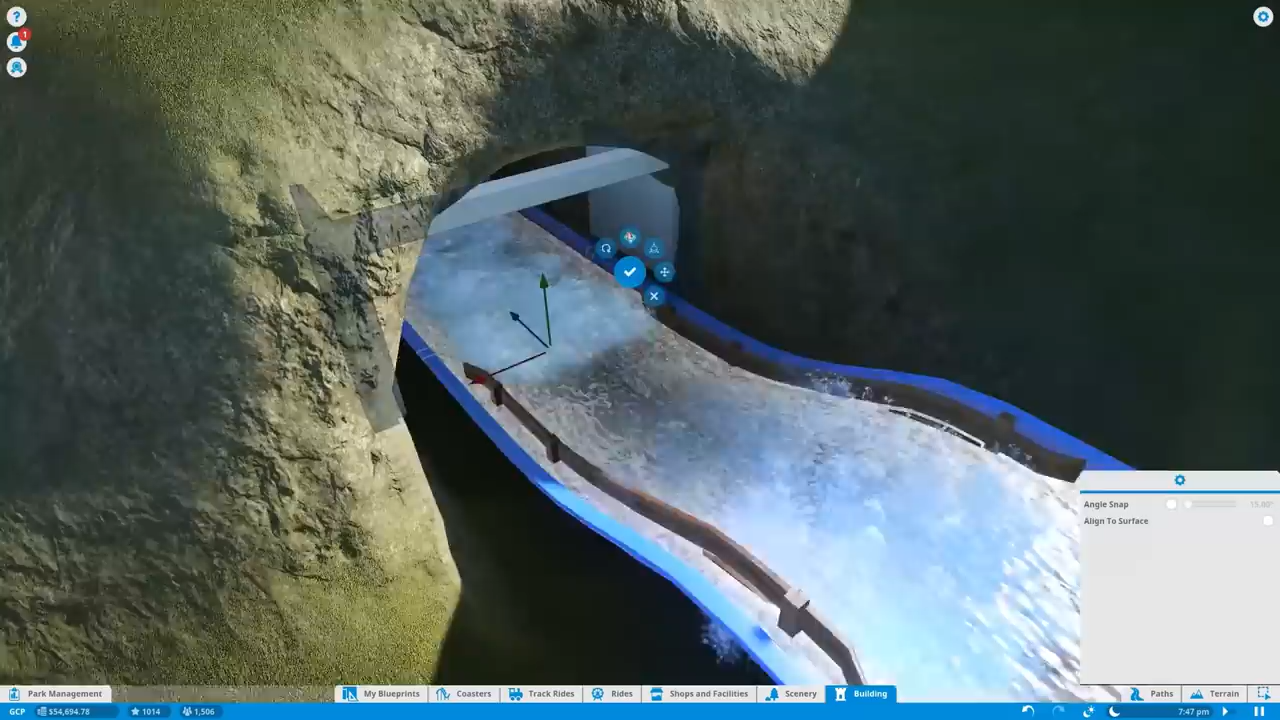 ?
1
Angle Snap 15.00°
Align To Surface
Park Management My Blueprints Coasters Track Rides Rides Shops and Facilities Scenery Building Paths Terrain
GCP $54,694.78 1014 1,506 7:47 pm